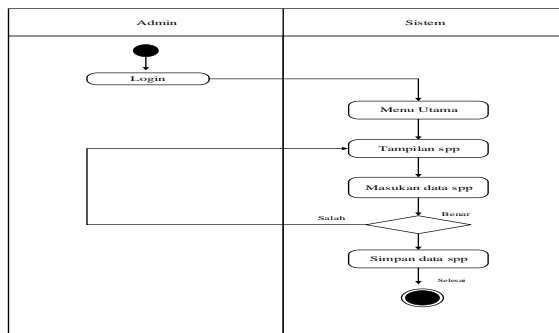 Admin
Sistem
Login
Menu Utama
Tampilan spp
Masukan data spp
Salah
Benar
Simpan data spp
Selesai